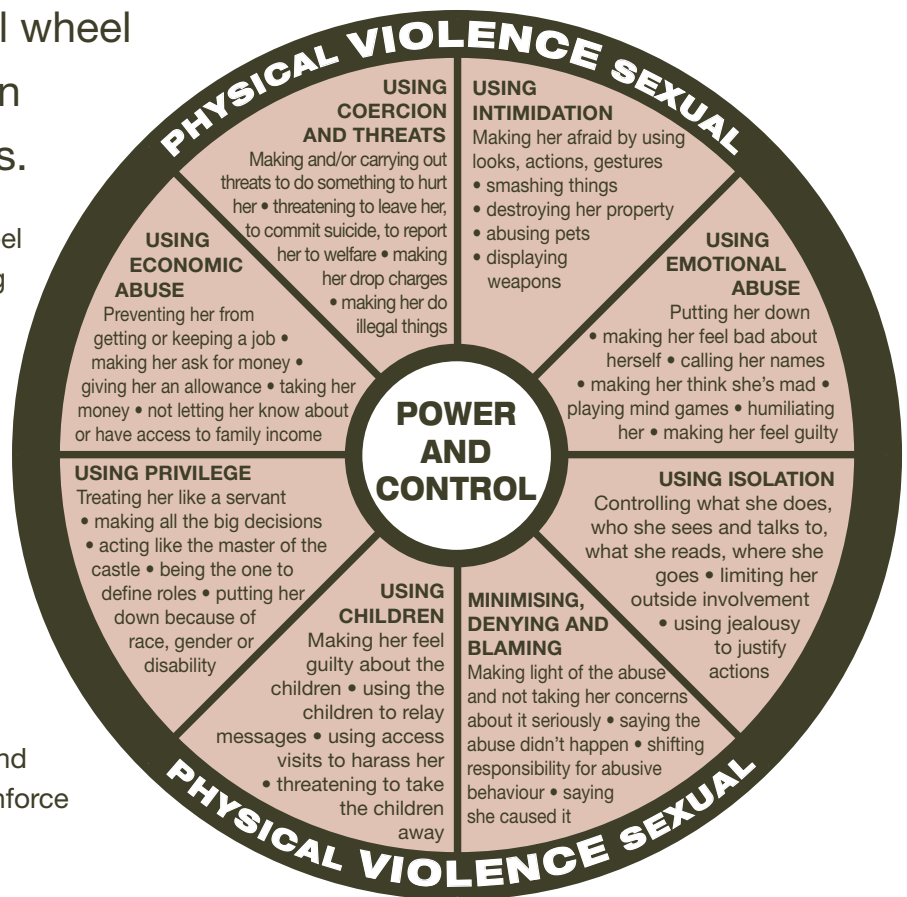 l wheel
n
s.
el
g
nd
nforce
PHYSICAL VIOLENCE SEXUAL
USING
COERCION
AND THREATS
Making and/or carrying out
threats to do something to hurt
her • threatening to leave her,
to commit suicide, to report
her to welfare • making
her drop charges
• making her do
illegal things
USING
INTIMIDATION
Making her afraid by using
looks, actions, gestures
• smashing things
• destroying her property
• abusing pets
• displaying
weapons
USING
EMOTIONAL
ABUSE
Putting her down
• making her feel bad about
herself • calling her names
• making her think she's mad •
playing mind games • humiliating
her • making her feel guilty
USING ISOLATION
Controlling what she does,
who she sees and talks to,
what she reads, where she
goes • limiting her
outside involvement
• using jealousy
to justify
actions
MINIMISING,
DENYING AND
BLAMING
Making light of the abuse
and not taking her concerns
about it seriously • saying the
abuse didn't happen • shifting
responsibility for abusive
behaviour • saying
she caused it
USING
CHILDREN
Making her feel
guilty about the
children • using the
children to relay
messages • using access
visits to harass her
• threatening to take
the children
away
USING PRIVILEGE
Treating her like a servant
• making all the big decisions
• acting like the master of the
castle • being the one to
define roles • putting her
down because of
race, gender or
disability
USING
ECONOMIC
ABUSE
Preventing her from
getting or keeping a job •
making her ask for money •
giving her an allowance • taking her
money • not letting her know about
or have access to family income
POWER
AND
CONTROL
PHYSICAL VIOLENCE SEXUAL